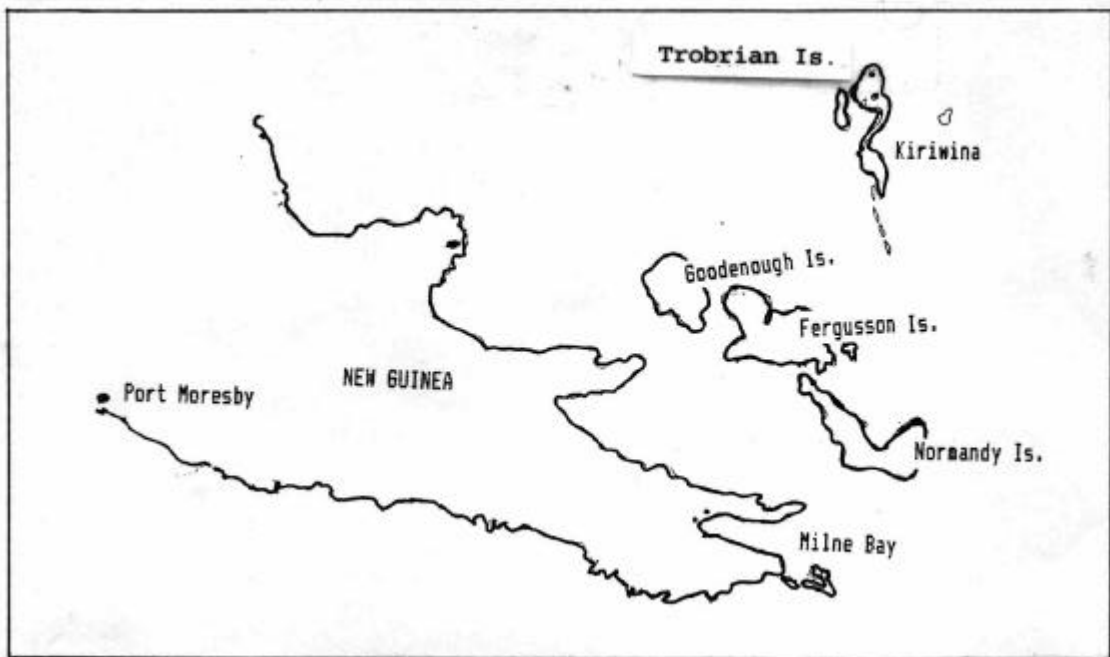 Trobrian Is.
Kiriwina
Goodenough Is.
Fergusson Is.
NEW GUINEA
Port Moresby
Normandy Is.
Milne Bay